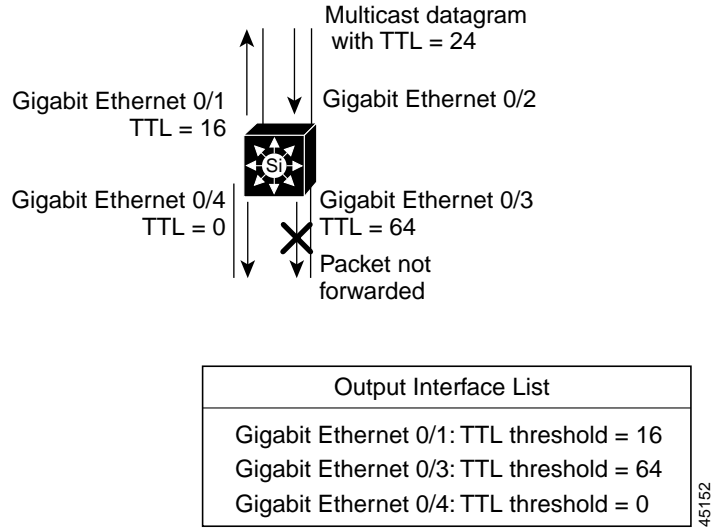 Multicast datagram
with TTL = 24
Gigabit Ethernet 0/1
TTL = 16
Gigabit Ethernet 0/2
Si
Gigabit Ethernet 0/4
TTL = 0
Gigabit Ethernet 0/3
TTL = 64
Packet not
forwarded
Output Interface List
Gigabit Ethernet 0/1: TTL threshold = 16
Gigabit Ethernet 0/3: TTL threshold = 64
Gigabit Ethernet 0/4: TTL threshold = 0
45152